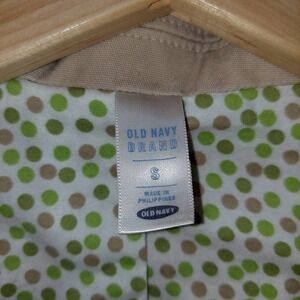 OLD NAVY
BRAND
S
MADE IN
PHILIPPINES
OLD NAVY